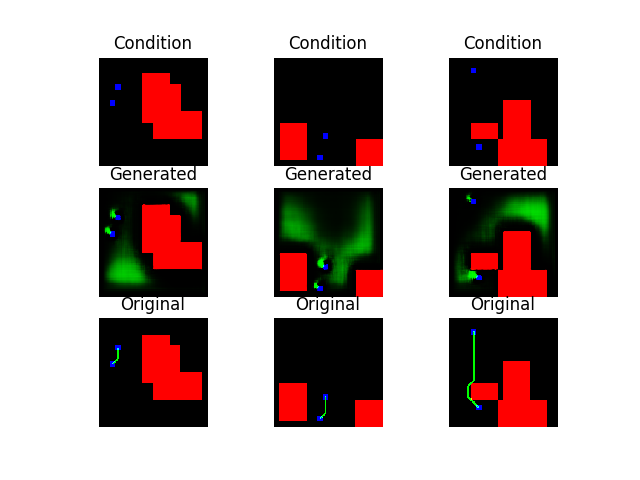 Condition Condition Condition
Generated Generated Generated
Original Original Original